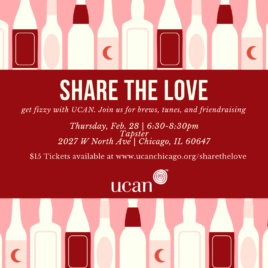 SHARE THE LOVE
get fizzy with UCAN. Join us for brews, tunes, and friendraising
Thursday, Feb. 28 | 6:30-8:30pm
Tapster
2027 W North Ave | Chicago, IL 60647
$15 Tickets available at www.ucanchicago.org/sharethelove
ucan